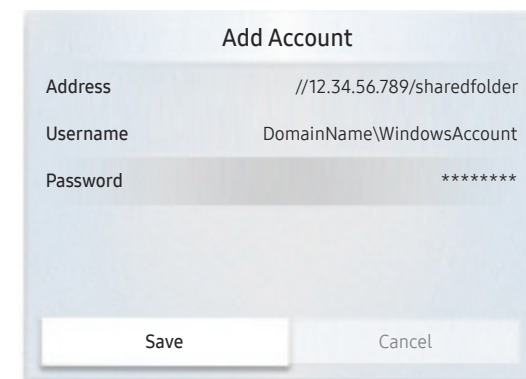 Add Account
Address //12.34.56.789/sharedfolder
Username DomainName\WindowsAccount
Password ********
Save Cancel